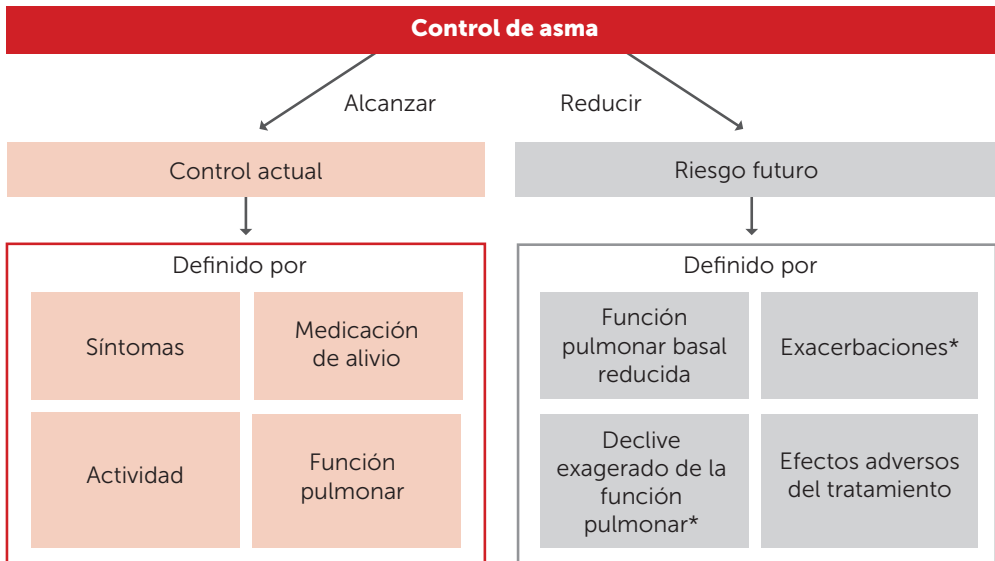 Control de asma
Alcanzar
Reducir
Control actual
Riesgo futuro
Definido por
Síntomas
Medicación
de alivio
Actividad
Función
pulmonar
Definido por
Función
pulmonar basal
reducida
Exacerbaciones*
Declive
exagerado de la
función
pulmonar*
Efectos adversos
del tratamiento